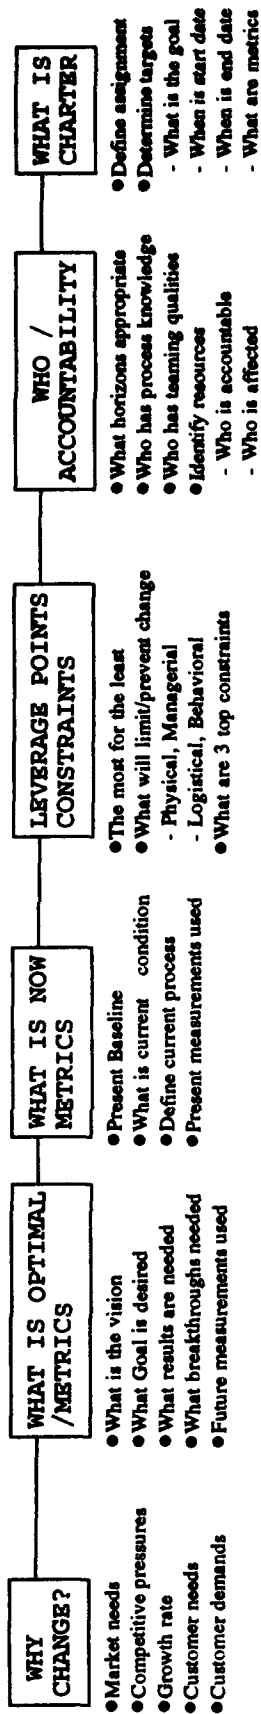 WHY
CHANGE?
●Market needs
●Competitive pressures
●Growth rate
●Customer needs
●Customer demands
WHAT IS OPTIMAL
/METRICS
●What is the vision
●What Goal is desired
●What results are needed
●What breakthroughs needed
●Future measurements used
WHAT IS NOW
METRICS
●Present Baseline
●What is current condition
●Define current process
●Present measurements used
LEVERAGE POINTS
CONSTRAINTS
●The most for the least
●What will limit/prevent change
- Physical, Managerial
- Logistical, Behavioral
●What are 3 top constraints
WHO /
ACCOUNTABILITY
●What horizons appropriate
●Who has process knowledge
●Who has teaming qualities
●Identify resources
- Who is accountable
- Who is affected
WHAT IS
CHARTER
●Define assignment
●Determine targets
- What is the goal
- When is start date
- When is end date
- What are metrics